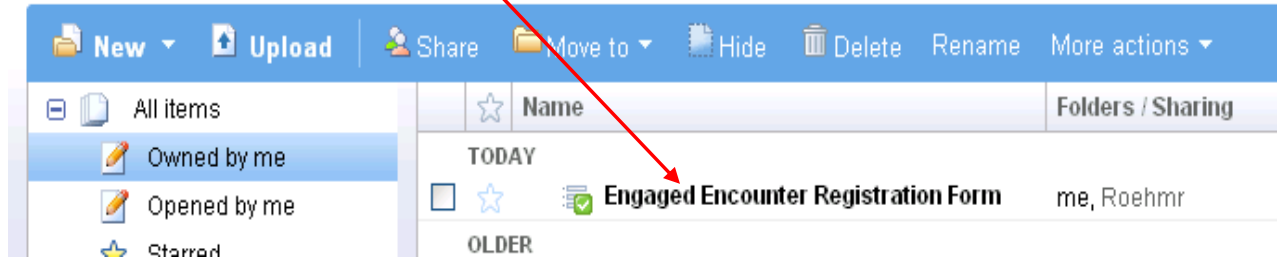 New Upload Share Move to Hide Delete Rename More actions
All items
Name Folders / Sharing
Owned by me
TODAY
Opened by me
Engaged Encounter Registration Form me, Roehmr
Starred
OLDER